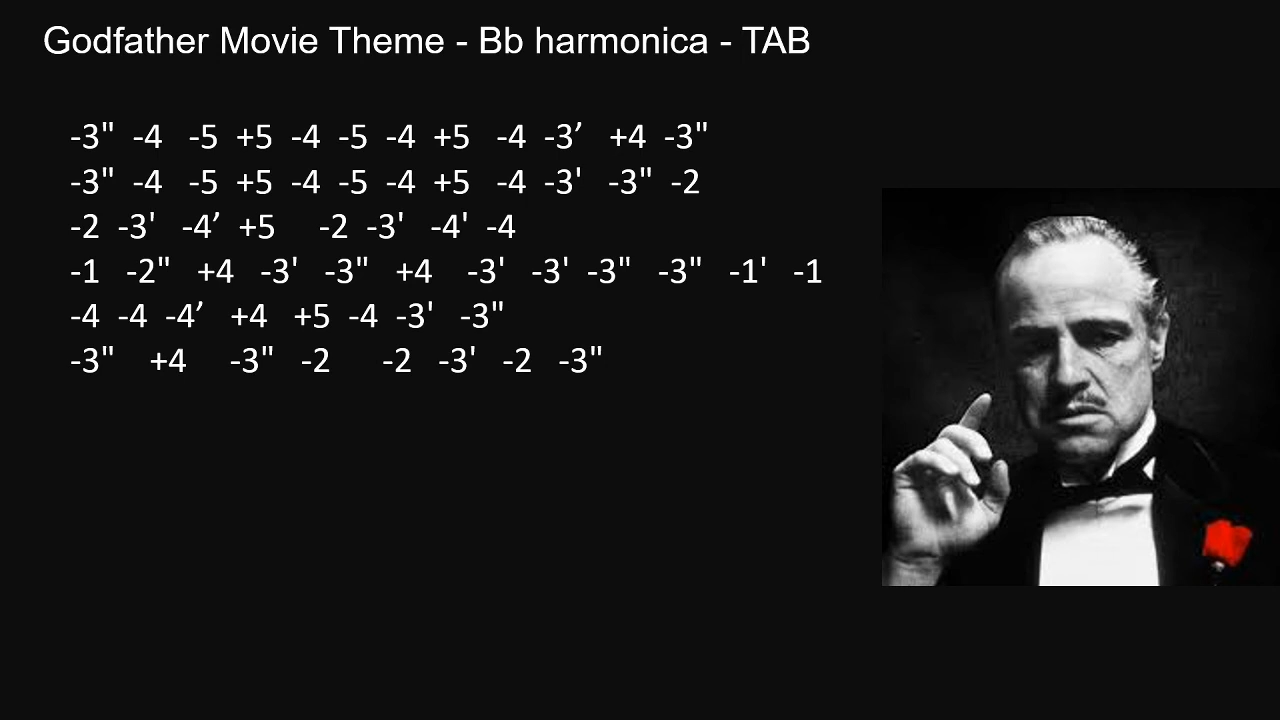 Godfather Movie Theme - Bb harmonica - TAB
-3" -4 -5 +5 -4 -5 -4 +5 -4 -3’ +4 -3"
-3" -4 -5 +5 -4 -5 -4 +5 -4 -3' -3" -2
-2 -3' -4’ +5 -2 -3' -4' -4
-1 -2" +4 -3' -3" +4 -3' -3' -3" -3" -1' -1
-4 -4 -4’ +4 +5 -4 -3' -3"
-3" +4 -3" -2 -2 -3' -2 -3"